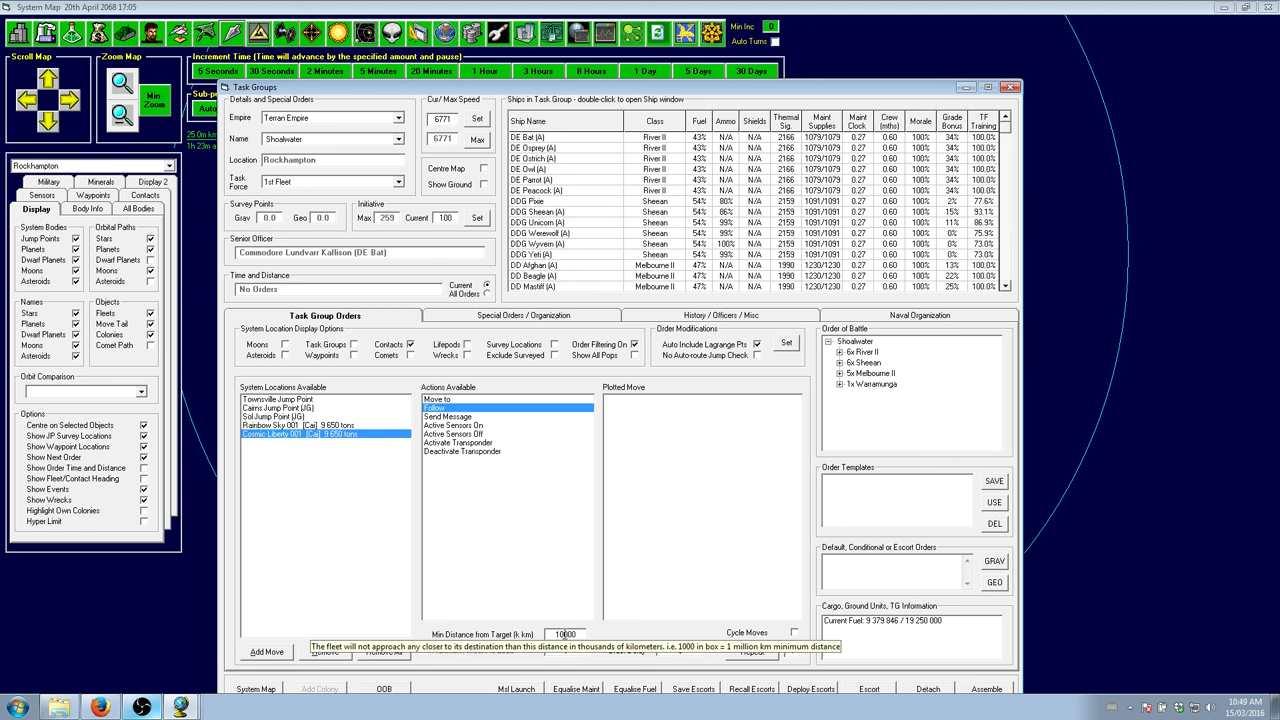 System Map 20th April 2068 17:05
Min Inc 0
Auto Turns
Scroll Map
Zoom Map
Min Zoom
Increment Time (Time will advance by the specified amount and pause)
5 Seconds 30 Seconds 2 Minutes 5 Minutes 20 Minutes 1 Hour 3 Hours 8 Hours 1 Day 5 Days 30 Days
Sub-p
Auto
25.0m k
1h 23m a
Rockhampton
Military Minerals Display 2
Sensors Waypoints Contacts
Display Body Info All Bodies
System Bodies Orbital Paths
Jump Points Stars
Planets Planets
Dwarf Planets Dwarf Planets
Moons Moons
Asteroids Asteroids
Names Objects
Stars Fleets
Planets Move Tail
Dwarf Planets Colonies
Moons Comet Path
Asteroids
Orbit Comparison
Options
Centre on Selected Objects
Show JP Survey Locations
Show Waypoint Locations
Show Next Order
Show Order Time and Distance
Show Fleet/Contact Heading
Show Events
Show Wrecks
Highlight Own Colonies
Hyper Limit
Task Groups
Details and Special Orders
Empire Terran Empire
Name Shoalwater
Location Rockhampton
Task Force 1st Fleet
Cur/ Max Speed
6771 Set
6771 Max
Centre Map
Show Ground
Survey Points
Grav 0.0 Geo 0.0
Initiative
Max 259 Current 100 Set
Senior Officer
Commodore Lundvarr Kaflison (DE Bat)
Time and Distance
No Orders
Current
All Orders
Ships in Task Group - double-click to open Ship window
Ship Name Class Fuel Ammo Shields Thermal Sig. Maint Supplies Maint Clock Crew (mths) Morale Grade Bonus TF Training
DE Bat (A) River II 43% N/A N/A 2166 1079/1079 0.27 0.60 100% 34% 100.0%
DE Osprey (A) River II 43% N/A N/A 2166 1079/1079 0.27 0.60 100% 24% 100.0%
DE Ostrich (A) River II 43% N/A N/A 2166 1079/1079 0.27 0.60 100% 24% 100.0%
DE Owl (A) River II 43% N/A N/A 2166 1079/1079 0.27 0.60 100% 24% 100.0%
DE Parrot (A) River II 43% N/A N/A 2166 1079/1079 0.27 0.60 100% 24% 100.0%
DE Peacock (A) River II 43% N/A N/A 2166 1079/1079 0.27 0.60 100% 24% 100.0%
DDG Pixie Sheean 54% 80% N/A 2159 1091/1091 0.27 0.60 100% 2% 77.6%
DDG Sheean (A) Sheean 54% 86% N/A 2159 1091/1091 0.27 0.60 100% 15% 93.1%
DDG Unicorn (A) Sheean 54% 99% N/A 2159 1091/1091 0.27 0.60 100% 11% 86.9%
DDG Werewolf (A) Sheean 54% 99% N/A 2159 1091/1091 0.27 0.60 100% 0% 75.9%
DDG Wyvern (A) Sheean 54% 100% N/A 2159 1091/1091 0.27 0.60 100% 0% 73.0%
DDG Yeti (A) Sheean 54% 99% N/A 2159 1091/1091 0.27 0.60 100% 0% 73.0%
DD Afghan (A) Melbourne II 47% N/A N/A 1990 1230/1230 0.27 0.60 100% 13% 100.0%
DD Beagle (A) Melbourne II 47% N/A N/A 1990 1230/1230 0.27 0.60 100% 22% 100.0%
DD Mastiff (A) Melbourne II 47% N/A N/A 1990 1230/1230 0.27 0.60 100% 25% 100.0%
Task Group Orders Special Orders / Organization History / Officers / Misc Naval Organization
System Location Display Options
Moons Task Groups Contacts Lifepods Survey Locations Order Filtering On
Asteroids Waypoints Comets Wrecks Exclude Surveyed Show All Pops
Order Modifications
Auto Include Lagrange Pts Set
No Auto-route Jump Check
System Locations Available
Townsville Jump Point
Cairns Jump Point (JG)
Sol Jump Point (JG)
Rainbow Sky 001 [Cai] 9 650 tons
Cosmic Liberty 001 [Cai] 9 650 tons
Actions Available
Move to
Follow
Send Message
Active Sensors On
Active Sensors Off
Activate Transponder
Deactivate Transponder
Plotted Move
Order of Battle
Shoalwater
6x River II
6x Sheean
5x Melbourne II
1x Warramunga
Order Templates
SAVE
USE
DEL
Default, Conditional or Escort Orders
GRAV
GEO
Cargo, Ground Units, TG Information
Current Fuel: 9 379 846 / 19 250 000
Min Distance from Target (k km) 10000 Cycle Moves
The fleet will not approach any closer to its destination than this distance in thousands of kilometers. i.e. 1000 in box = 1 million km minimum distance
Add Move
System Map Add Colony OOB Msl Launch Equalise Maint Equalise Fuel Save Escorts Recall Escorts Deploy Escorts Escort Detach Assemble
10:49 AM
15/03/2016